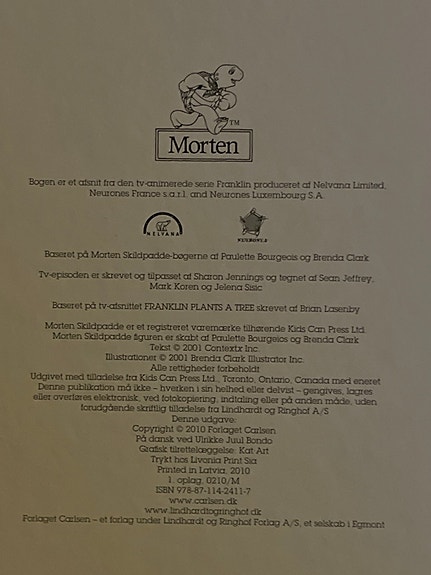 TM
Morten
Bogen er et afsnit fra den tv-animerede serie Franklin produceret af Nelvana Limited,
Neurones France s.a.r.l. and Neurones Luxembourg S.A.
NELVANA
NEURONES
Baseret på Morten Skildpadde-bøgerne af Paulette Bourgeois og Brenda Clark
Tv-episoden er skrevet og tilpasset af Sharon Jennings og tegnet af Sean Jeffrey,
Mark Koren og Jelena Sisic
Baseret på tv-afsnittet FRANKLIN PLANTS A TREE skrevet af Brian Lasenby
Morten Skildpadde er et registreret varemærke tilhørende Kids Can Press Ltd.
Morten Skildpadde figuren er skabt af Paulette Bourgeois og Brenda Clark
Tekst © 2001 Contextx Inc.
Illustrationer © 2001 Brenda Clark Illustrator Inc.
Alle rettigheder forbeholdt
Udgivet med tilladelse fra Kids Can Press Ltd., Toronto, Ontario, Canada med eneret
Denne publikation må ikke – hverken i sin helhed eller delvist – gengives, lagres
eller overføres elektronisk, ved fotokopiering, indtaling eller på anden måde, uden
forudgående skriftlig tilladelse fra Lindhardt og Ringhof A/S
Denne udgave:
Copyright © 2010 Forlaget Carlsen
På dansk ved Ulrikke Juul Bondo
Grafisk tilrettelæggelse: Kat Art
Trykt hos Livonia Print Sia
Printed in Latvia, 2010
1. oplag, 0210/M
ISBN 978-87-114-2411-7
www.carlsen.dk
www.lindhardtogringhof.dk
Forlaget Carlsen – et forlag under Lindhardt og Ringhof Forlag A/S, et selskab i Egmont